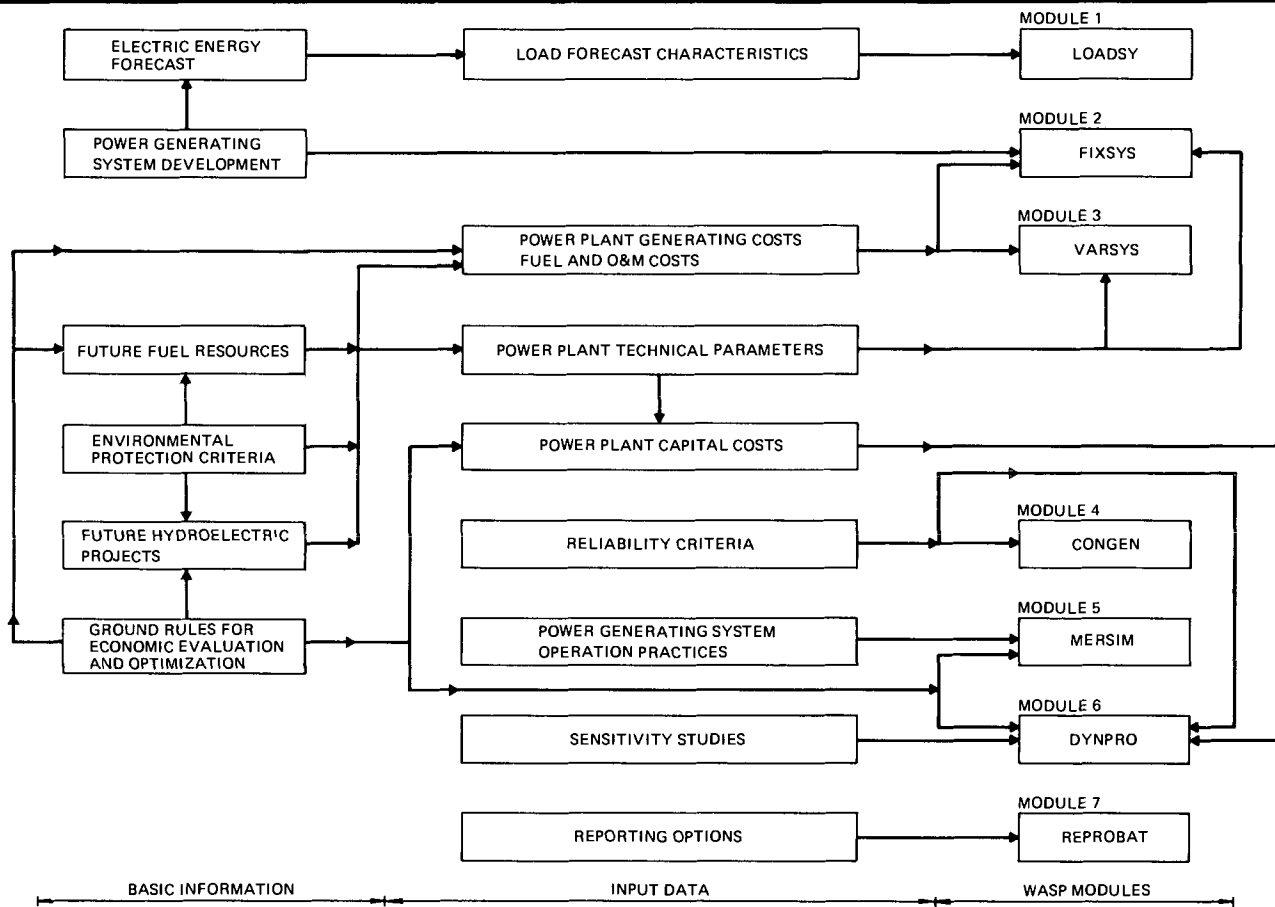 MODULE 1
ELECTRIC ENERGY
FORECAST
LOAD FORECAST CHARACTERISTICS
LOADSY
MODULE 2
POWER GENERATING
SYSTEM DEVELOPMENT
FIXSYS
MODULE 3
POWER PLANT GENERATING COSTS
FUEL AND O&M COSTS
VARSYS
FUTURE FUEL RESOURCES
POWER PLANT TECHNICAL PARAMETERS
ENVIRONMENTAL
PROTECTION CRITERIA
POWER PLANT CAPITAL COSTS
MODULE 4
FUTURE HYDROELECTRIC
PROJECTS
RELIABILITY CRITERIA
CONGEN
MODULE 5
GROUND RULES FOR
ECONOMIC EVALUATION
AND OPTIMIZATION
POWER GENERATING SYSTEM
OPERATION PRACTICES
MERSIM
MODULE 6
SENSITIVITY STUDIES
DYNPRO
MODULE 7
REPORTING OPTIONS
REPROBAT
BASIC INFORMATION
INPUT DATA
WASP MODULES